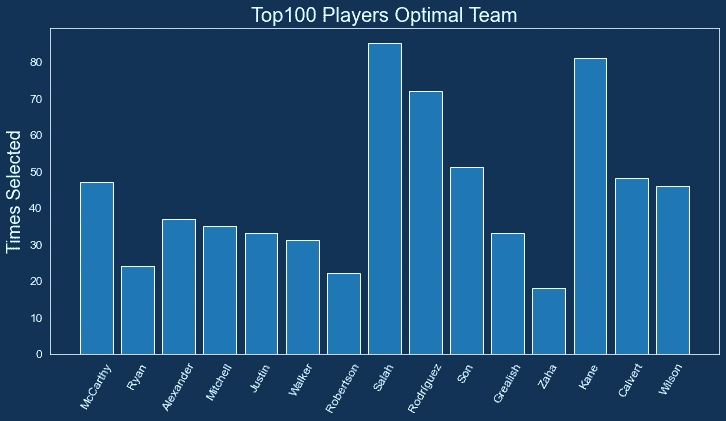 Top100 Players Optimal Team
Times Selected
80
70
60
50
40
30
20
10
0
McCarthy
Ryan
Alexander
Mitchell
Justin
Walker
Robertson
Salah
Rodríguez
Son
Grealish
Zaha
Kane
Calvert
Wilson